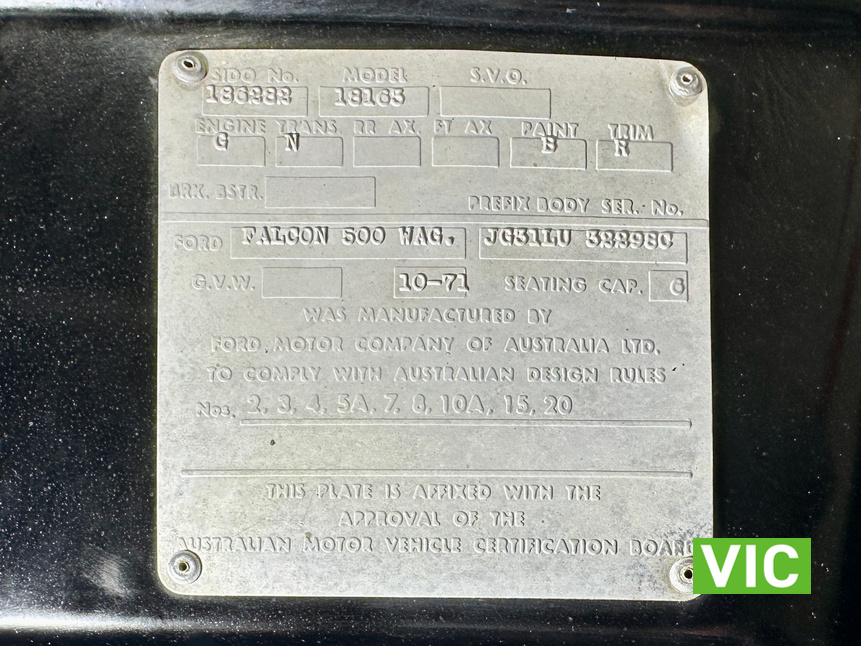 SIDO No. MODEL S.V.O.
186282 18165
ENGINE TRANS. RR AX. FT AX PAINT TRIM
G N B R
BRK. BSTR. PREFIX BODY SER. No.
FORD FALCON 500 WAG. JG31LU 32298C
G.V.W. 10-71 SEATING CAP. 6
WAS MANUFACTURED BY
FORD MOTOR COMPANY OF AUSTRALIA LTD.
TO COMPLY WITH AUSTRALIAN DESIGN RULES
Nos. 2, 3, 4, 5A, 7, 8, 10A, 15, 20
THIS PLATE IS AFFIXED WITH THE
APPROVAL OF THE
AUSTRALIAN MOTOR VEHICLE CERTIFICATION BOARD
VIC